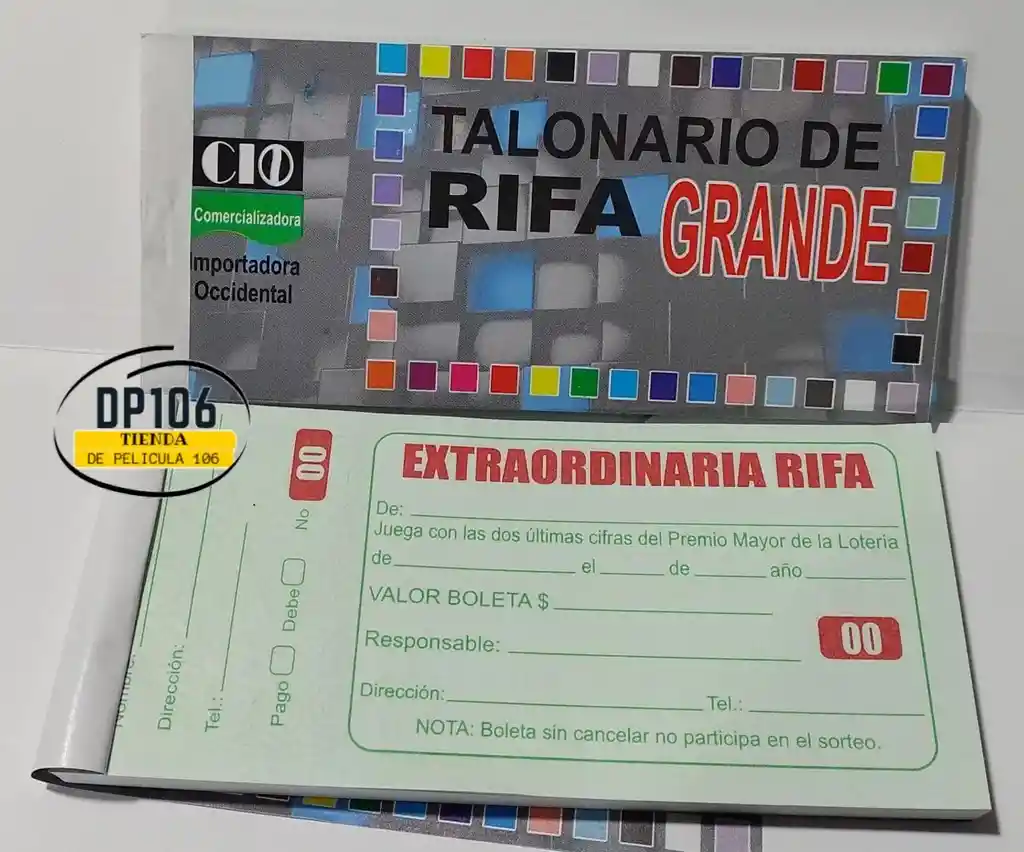 TALONARIO DE
RIFA GRANDE
CIO
Comercializadora
Importadora
Occidental
DP106
TIENDA
DE PELICULA 106
Nombre:
Dirección:
Tel.:
Pago Debe No 00
EXTRAORDINARIA RIFA
De:
Juega con las dos últimas cifras del Premio Mayor de la Loteria
de el de año
VALOR BOLETA $
00
Responsable:
Dirección: Tel.:
NOTA: Boleta sin cancelar no participa en el sorteo.